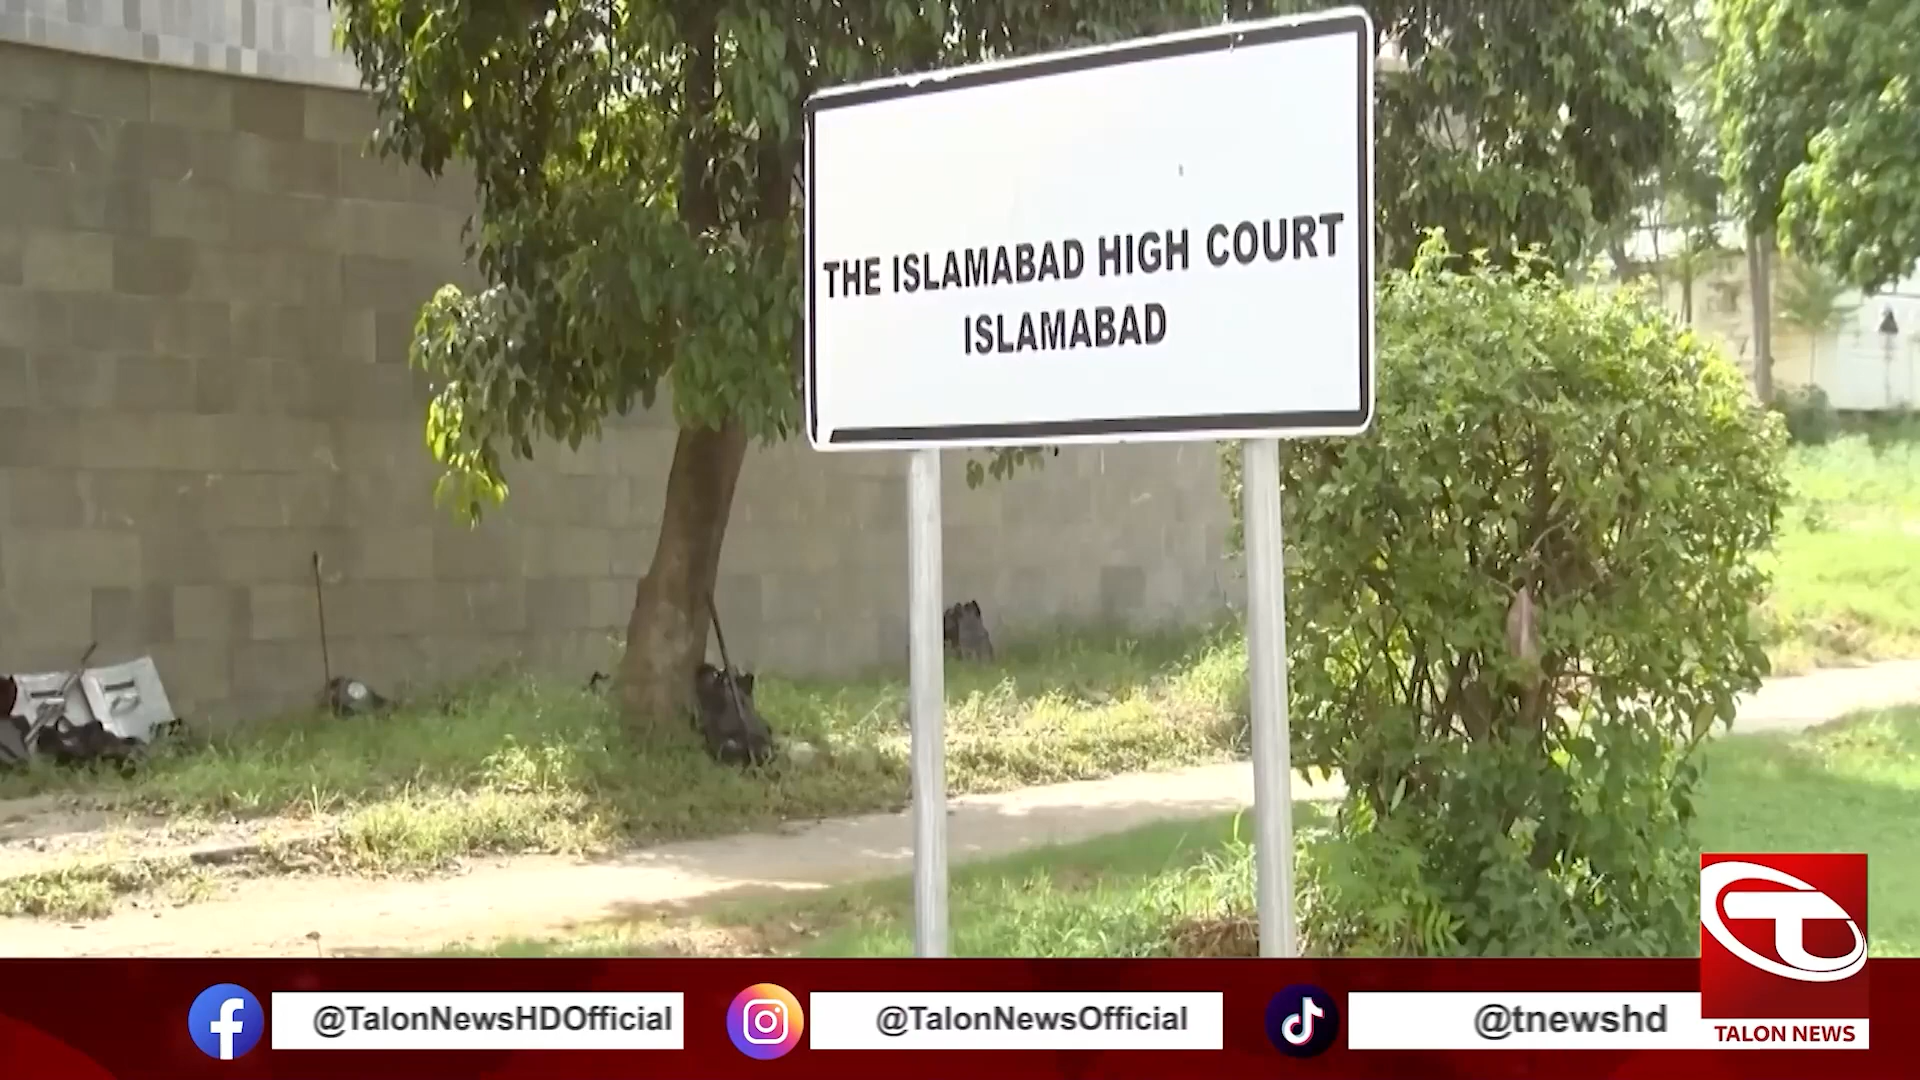 THE ISLAMABAD HIGH COURT
ISLAMABAD
@TalonNewsHDOfficial
@TalonNewsOfficial
@tnewshd
TALON NEWS